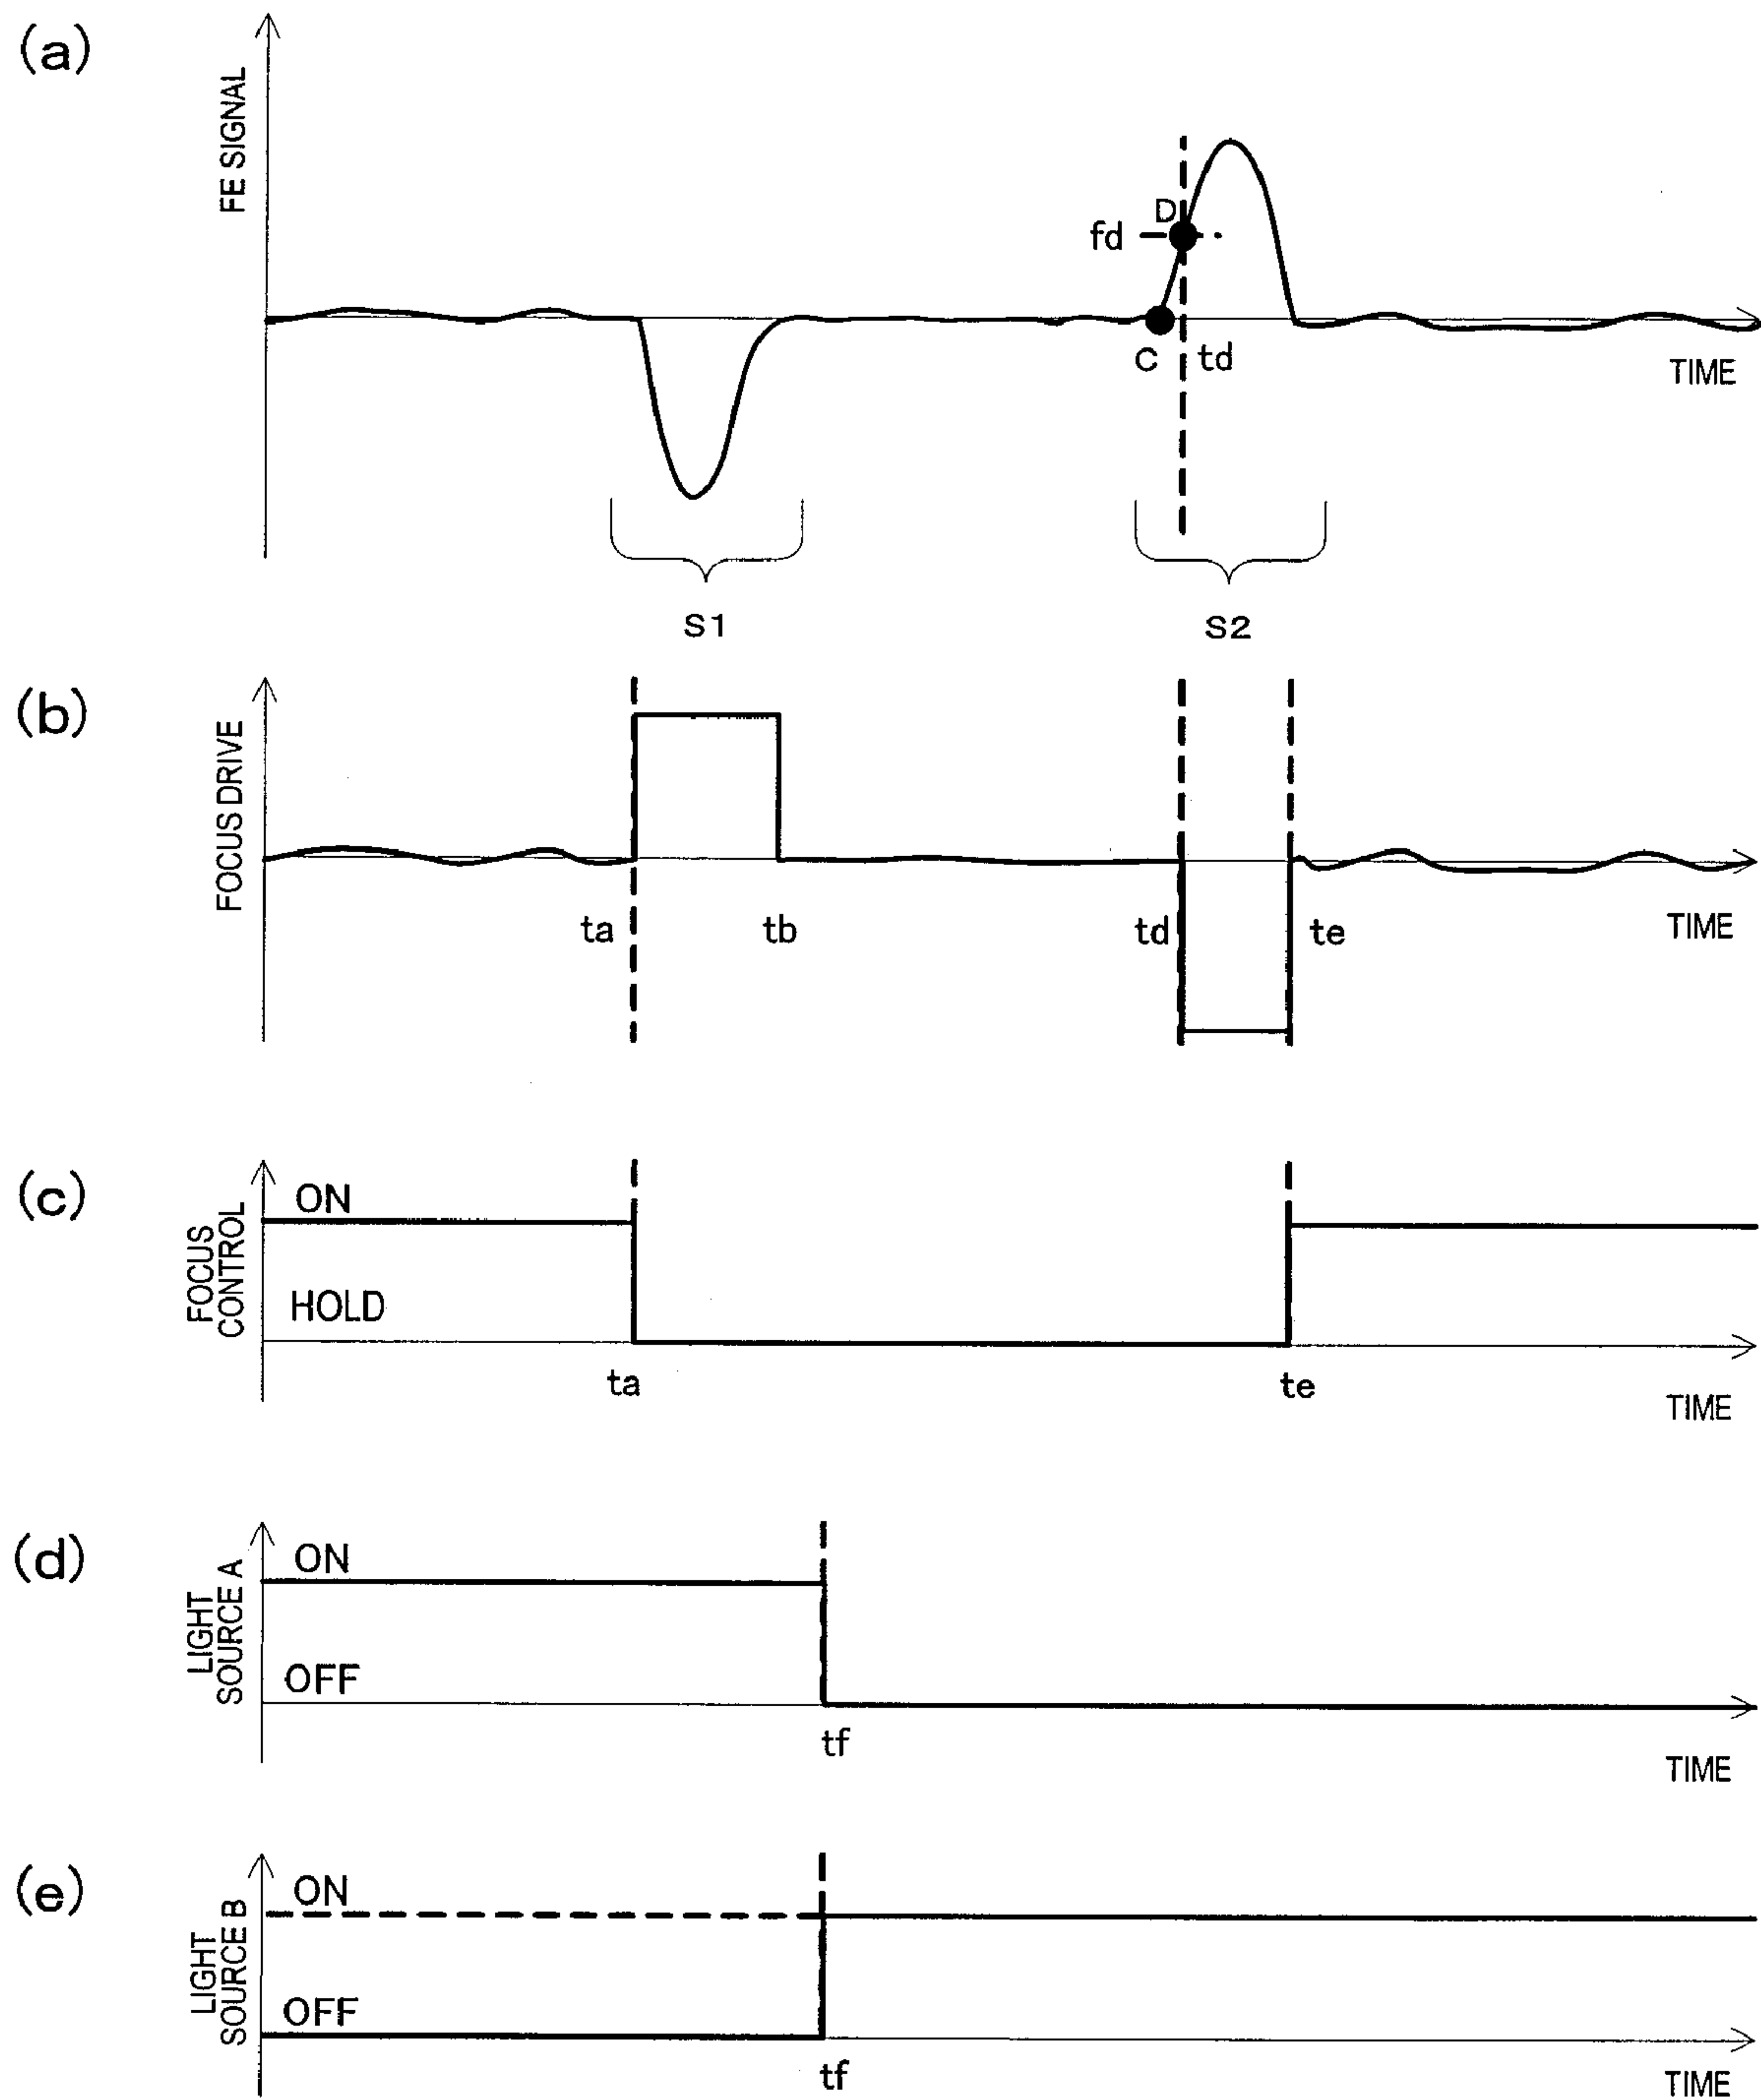 (a)
FE SIGNAL
D
fd
C
td
TIME
S1
S2
(b)
FOCUS DRIVE
ta
tb
td
te
TIME
(c)
FOCUS
CONTROL
ON
HOLD
ta
te
TIME
(d)
LIGHT
SOURCE A
ON
OFF
tf
TIME
(e)
LIGHT
SOURCE B
ON
OFF
tf
TIME